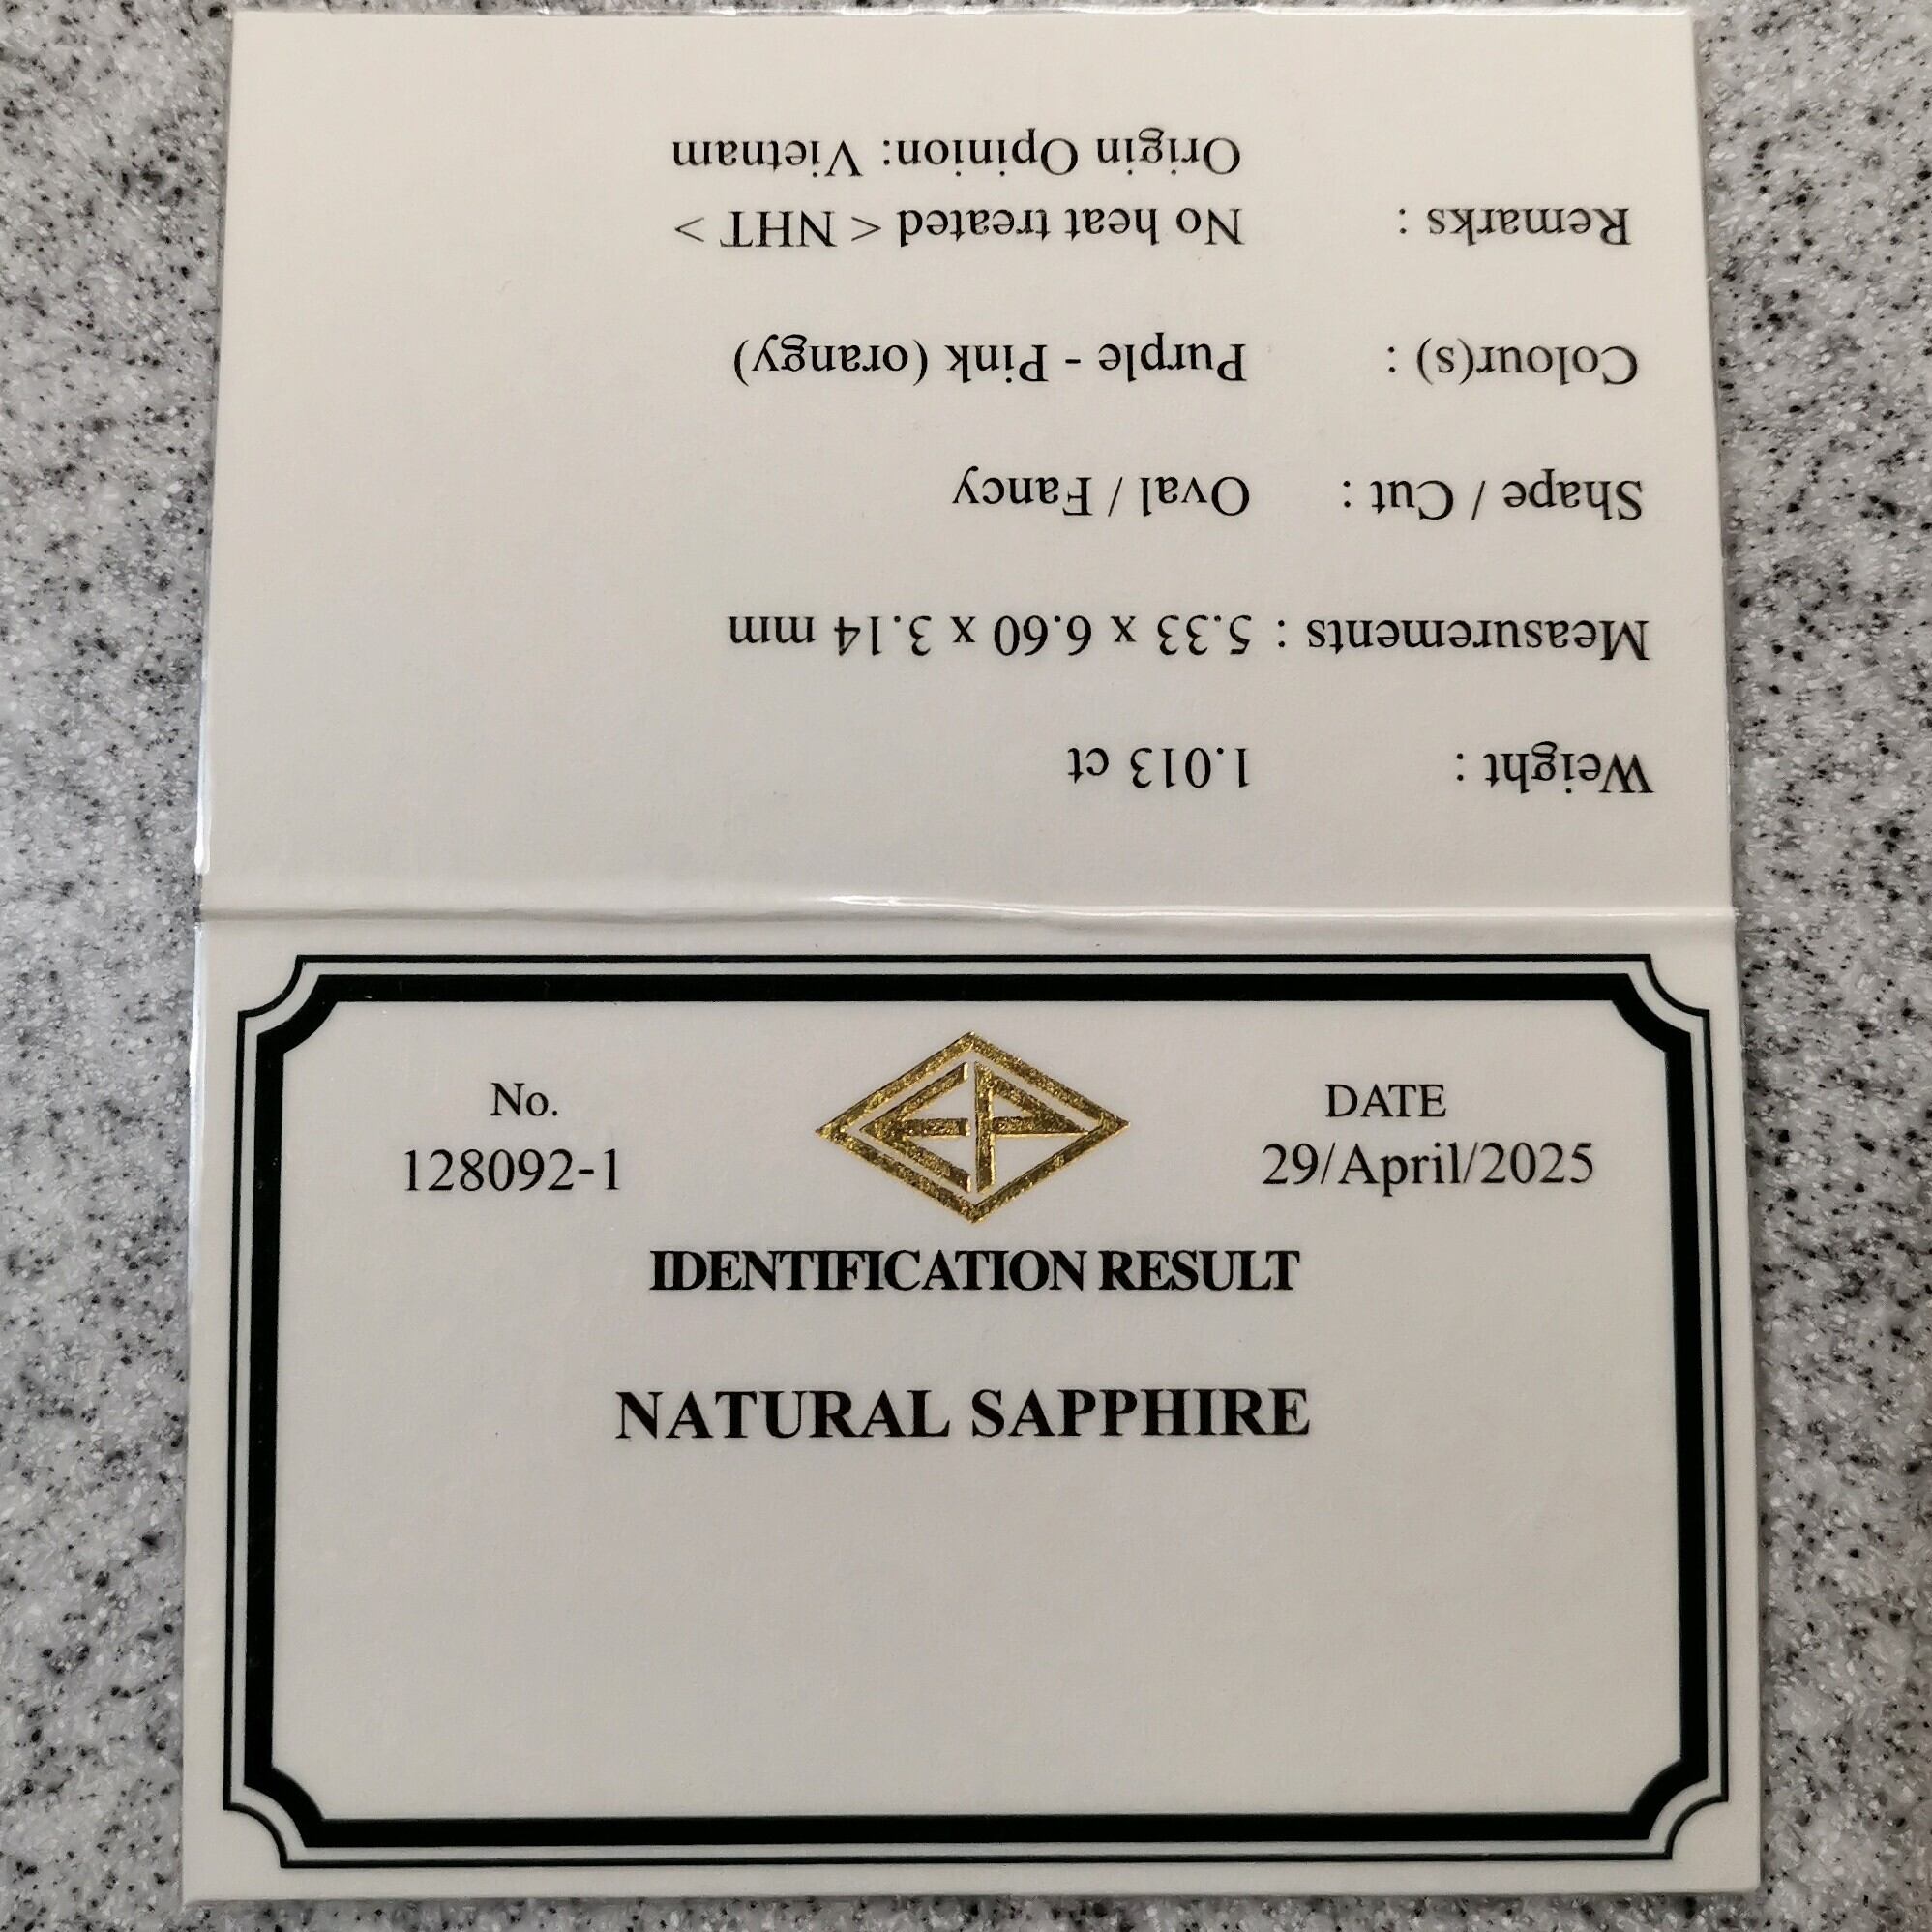 No.
128092-1
DATE
29/April/2025
IDENTIFICATION RESULT
NATURAL SAPPHIRE
Weight : 1.013 ct
Measurements : 5.33 x 6.60 x 3.14 mm
Shape / Cut : Oval / Fancy
Colour(s) : Purple - Pink (orangy)
Remarks : No heat treated < NHT >
Origin Opinion: Vietnam